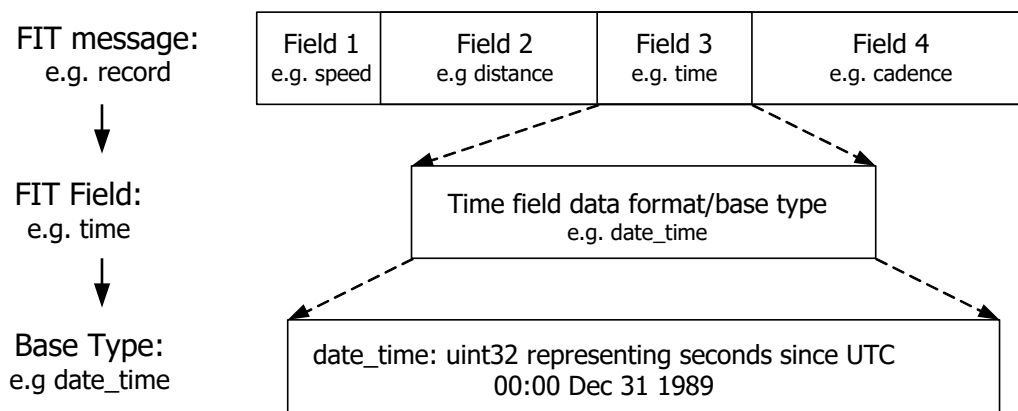 FIT message:
e.g. record
Field 1
e.g. speed
Field 2
e.g distance
Field 3
e.g. time
Field 4
e.g. cadence
FIT Field:
e.g. time
Time field data format/base type
e.g. date_time
Base Type:
e.g date_time
date_time: uint32 representing seconds since UTC
00:00 Dec 31 1989